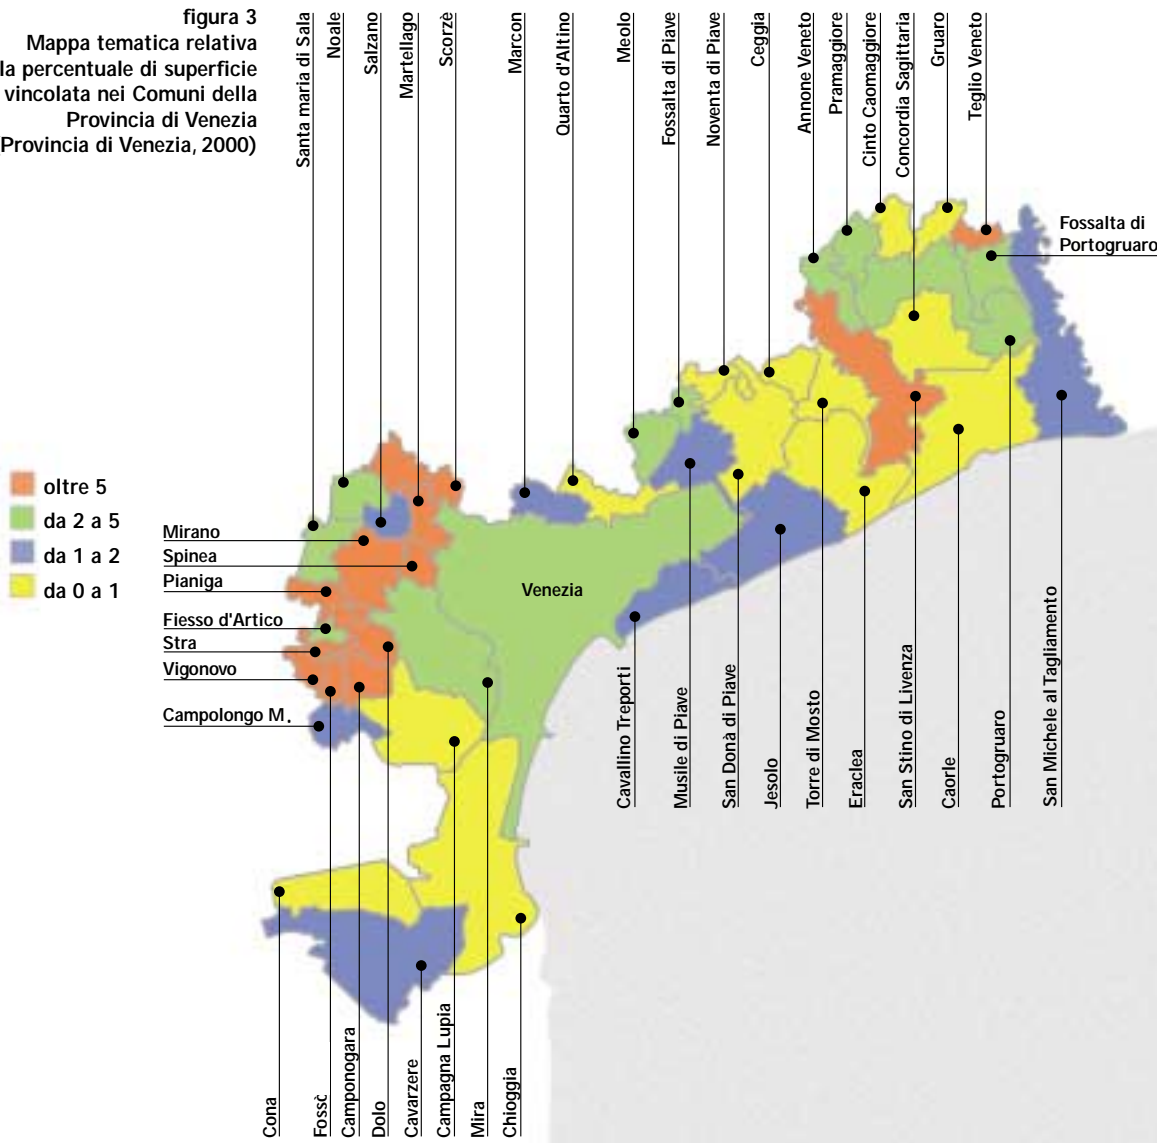 figura 3
Mappa tematica relativa
la percentuale di superficie
vincolata nei Comuni della
Provincia di Venezia
Provincia di Venezia, 2000)
Santa maria di Sala
Noale
Salzano
Martellago
Scorzè
Marcon
Quarto d'Altino
Meolo
Fossalta di Piave
Noventa di Piave
Ceggia
Annone Veneto
Pramaggiore
Cinto Caomaggiore
Concordia Sagittaria
Gruaro
Teglio Veneto
Fossalta di
Portogruaro
oltre 5
da 2 a 5
da 1 a 2
da 0 a 1
Mirano
Spinea
Pianiga
Fiesso d'Artico
Stra
Vigonovo
Campolongo M.
Venezia
Cavallino Treporti
Musile di Piave
San Donà di Piave
Jesolo
Torre di Mosto
Eraclea
San Stino di Livenza
Caorle
Portogruaro
San Michele al Tagliamento
Cona
Fossč
Camponogara
Dolo
Cavarzere
Campagna Lupia
Mira
Chioggia